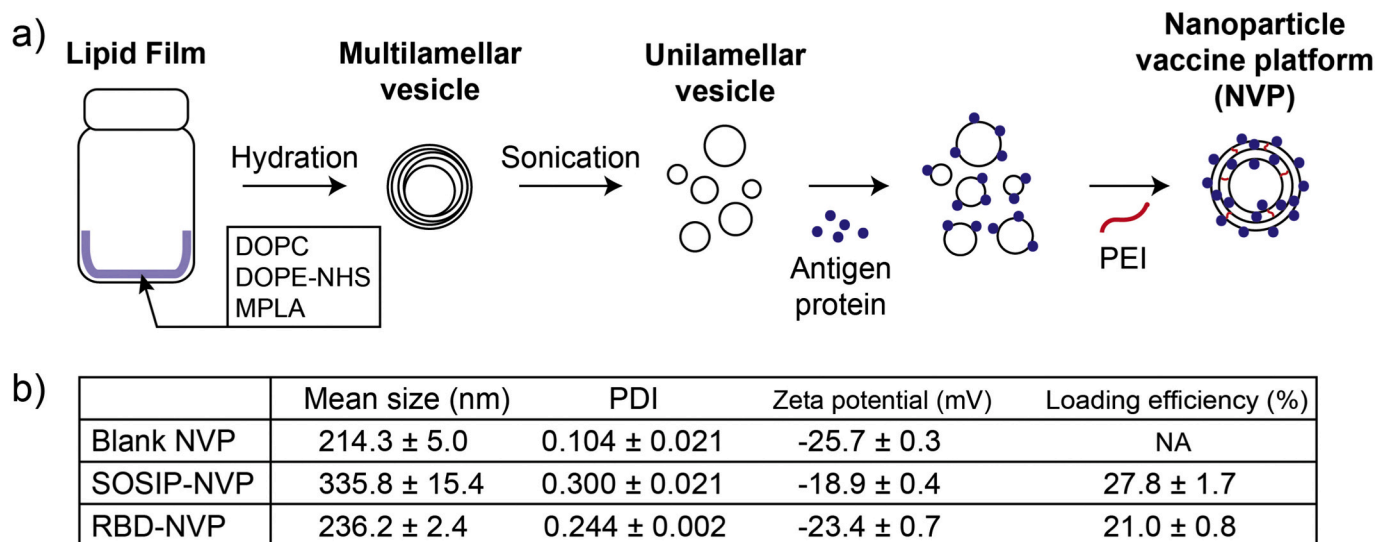 a)
Lipid Film
Multilamellar
vesicle
Unilamellar
vesicle
Nanoparticle
vaccine platform
(NVP)
Hydration
Sonication
DOPC
DOPE-NHS
MPLA
Antigen
protein
PEI
b)
Mean size (nm) PDI Zeta potential (mV) Loading efficiency (%)
Blank NVP 214.3 ± 5.0 0.104 ± 0.021 -25.7 ± 0.3 NA
SOSIP-NVP 335.8 ± 15.4 0.300 ± 0.021 -18.9 ± 0.4 27.8 ± 1.7
RBD-NVP 236.2 ± 2.4 0.244 ± 0.002 -23.4 ± 0.7 21.0 ± 0.8